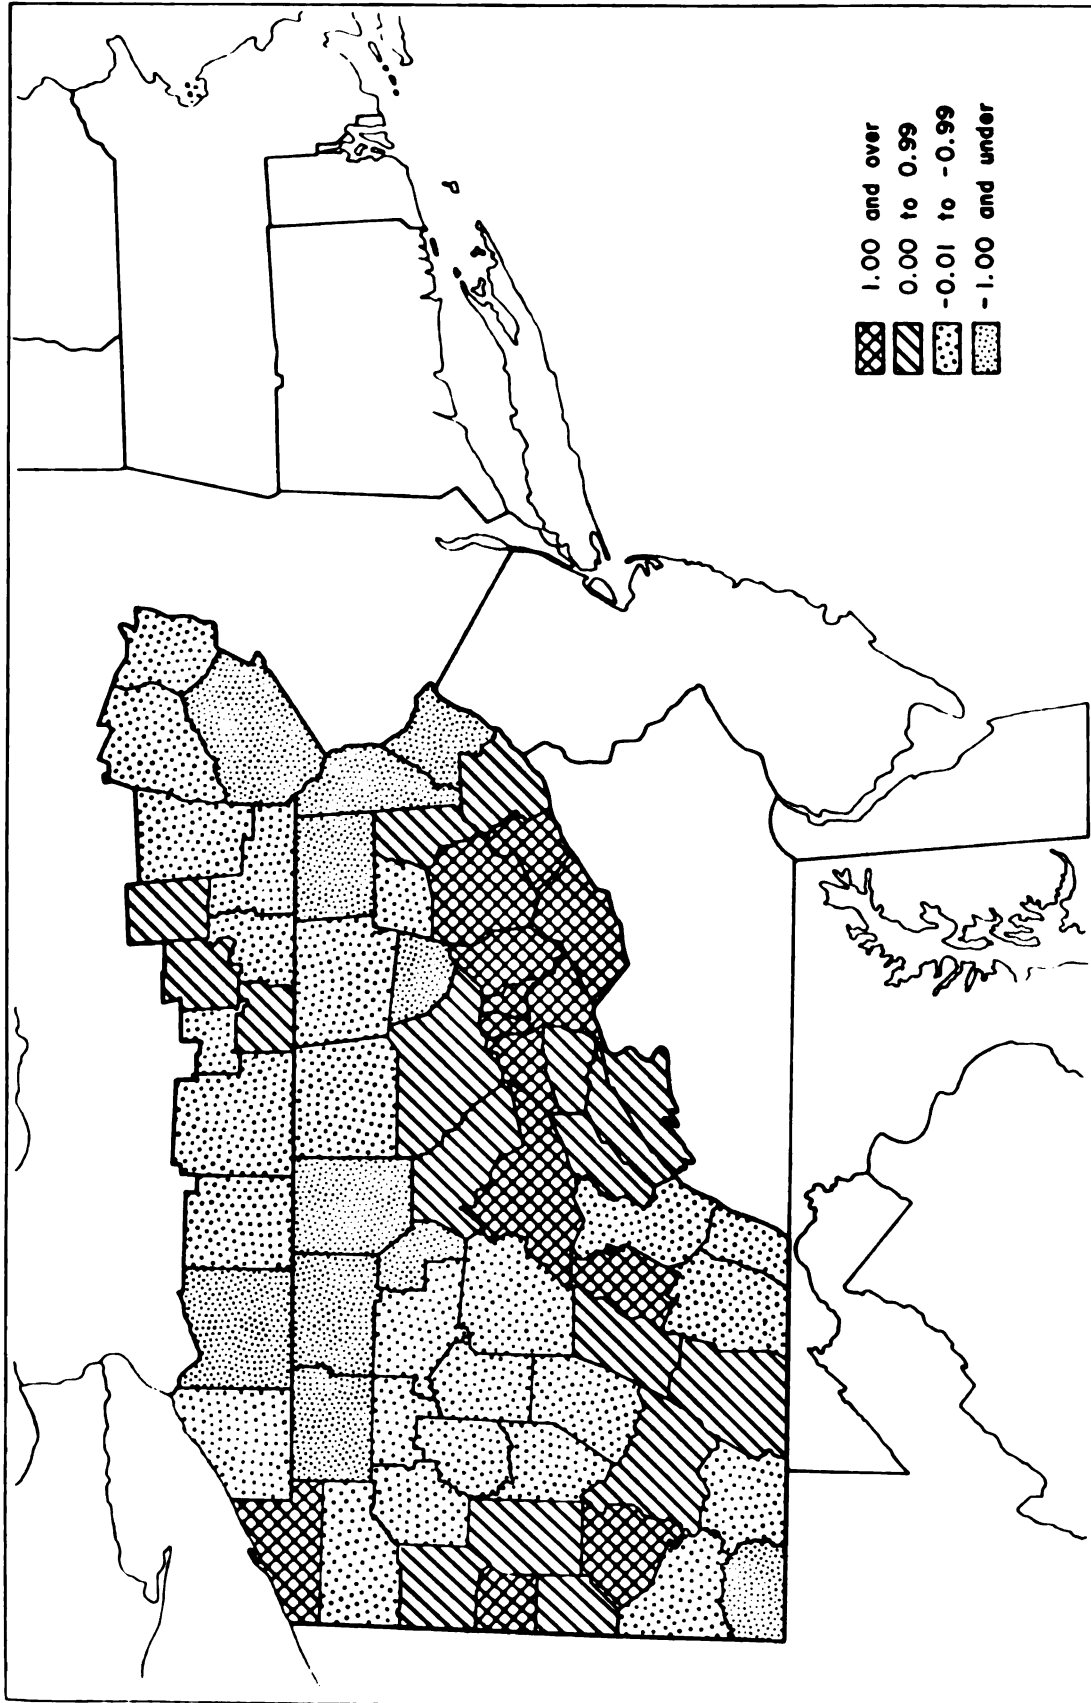 1.00 and over
0.00 to 0.99
-0.01 to -0.99
-1.00 and under